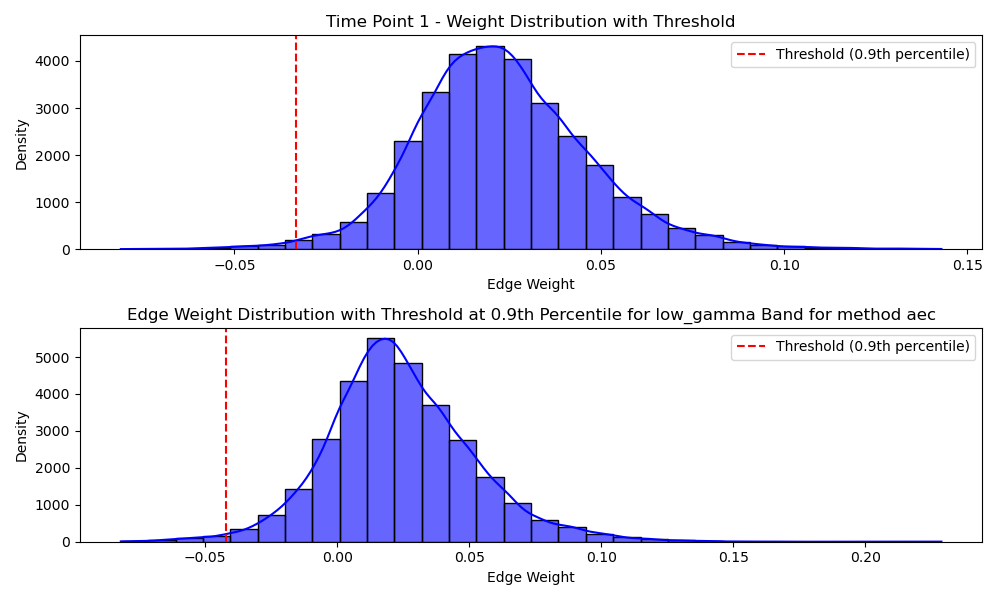 Time Point 1 - Weight Distribution with Threshold
Threshold (0.9th percentile)
4000
3000
2000
1000
0
Density
−0.05
0.00
0.05
0.10
0.15
Edge Weight
Edge Weight Distribution with Threshold at 0.9th Percentile for low_gamma Band for method aec
Threshold (0.9th percentile)
5000
4000
3000
2000
1000
0
Density
−0.05
0.00
0.05
0.10
0.15
0.20
Edge Weight